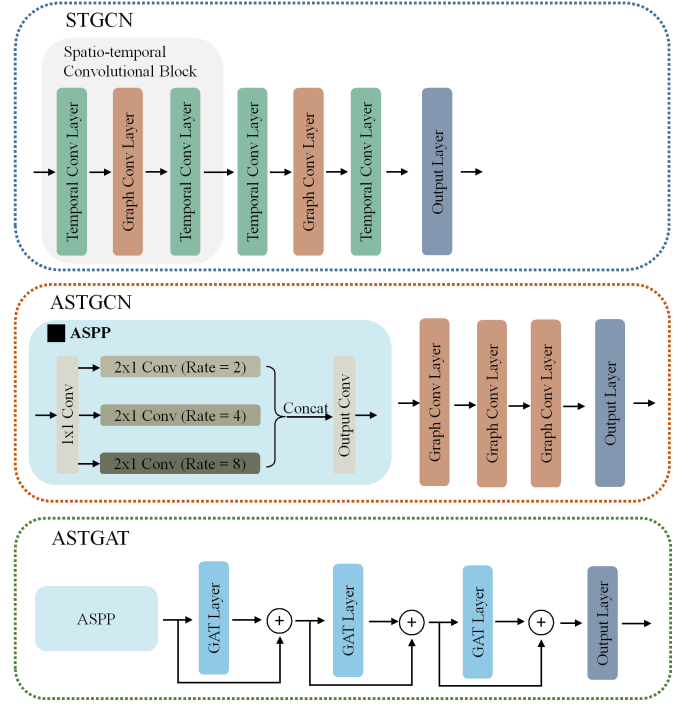 STGCN
Spatio-temporal
Convolutional Block
Temporal Conv Layer
Graph Conv Layer
Temporal Conv Layer
Temporal Conv Layer
Graph Conv Layer
Temporal Conv Layer
Output Layer
ASTGCN
ASPP
1x1 Conv
2x1 Conv (Rate = 2)
2x1 Conv (Rate = 4)
2x1 Conv (Rate = 8)
Concat
Output Conv
Graph Conv Layer
Graph Conv Layer
Graph Conv Layer
Output Layer
ASTGAT
ASPP
GAT Layer
+
GAT Layer
+
GAT Layer
+
Output Layer